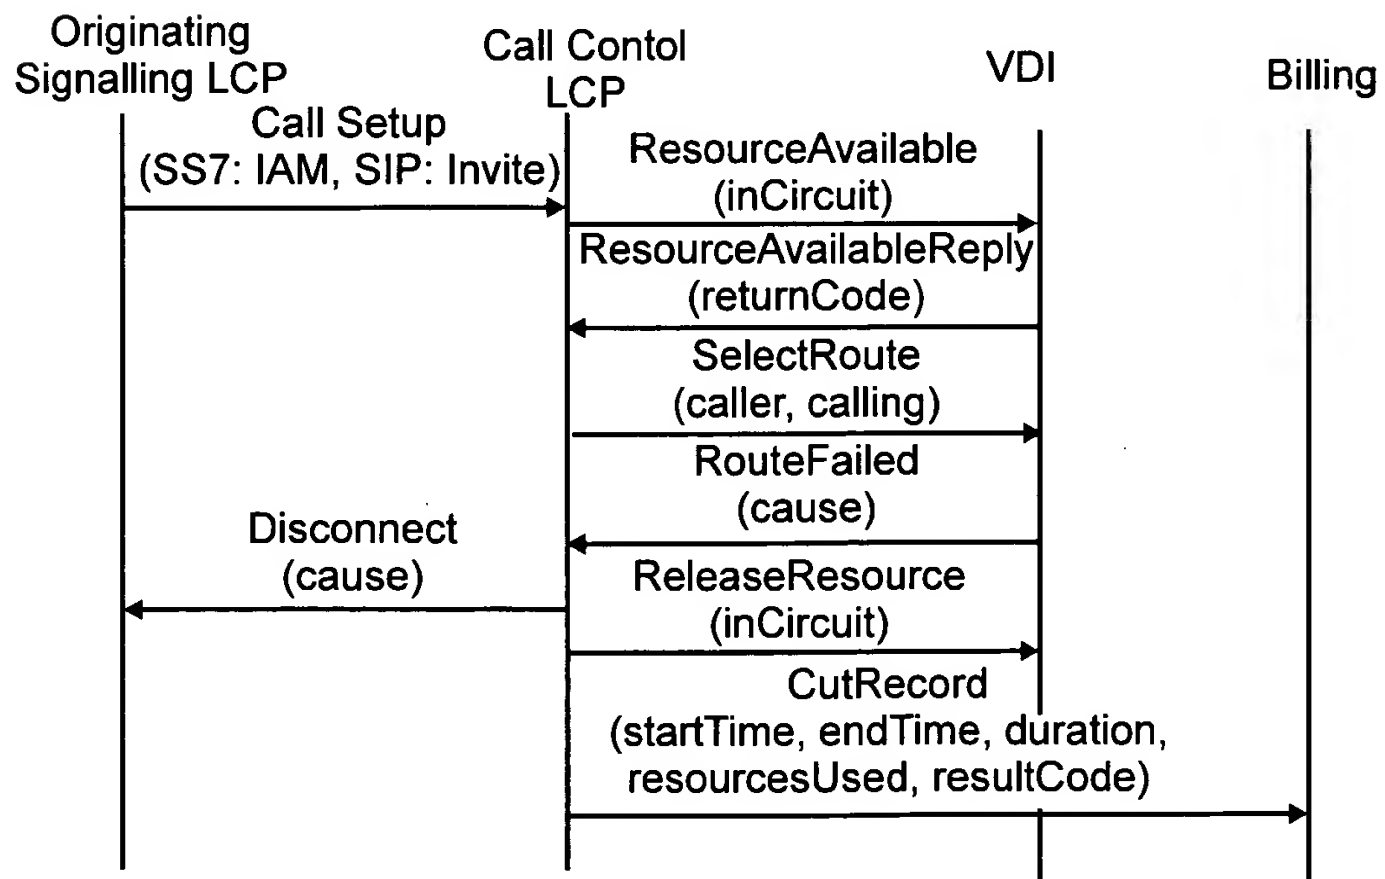 Originating
Signalling LCP
Call Contol
LCP
VDI
Billing
Call Setup
(SS7: IAM, SIP: Invite)
ResourceAvailable
(inCircuit)
ResourceAvailableReply
(returnCode)
SelectRoute
(caller, calling)
RouteFailed
(cause)
Disconnect
(cause)
ReleaseResource
(inCircuit)
CutRecord
(startTime, endTime, duration,
resourcesUsed, resultCode)